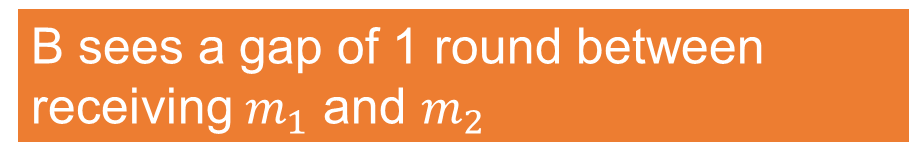 B sees a gap of 1 round between
receiving m₁ and m₂